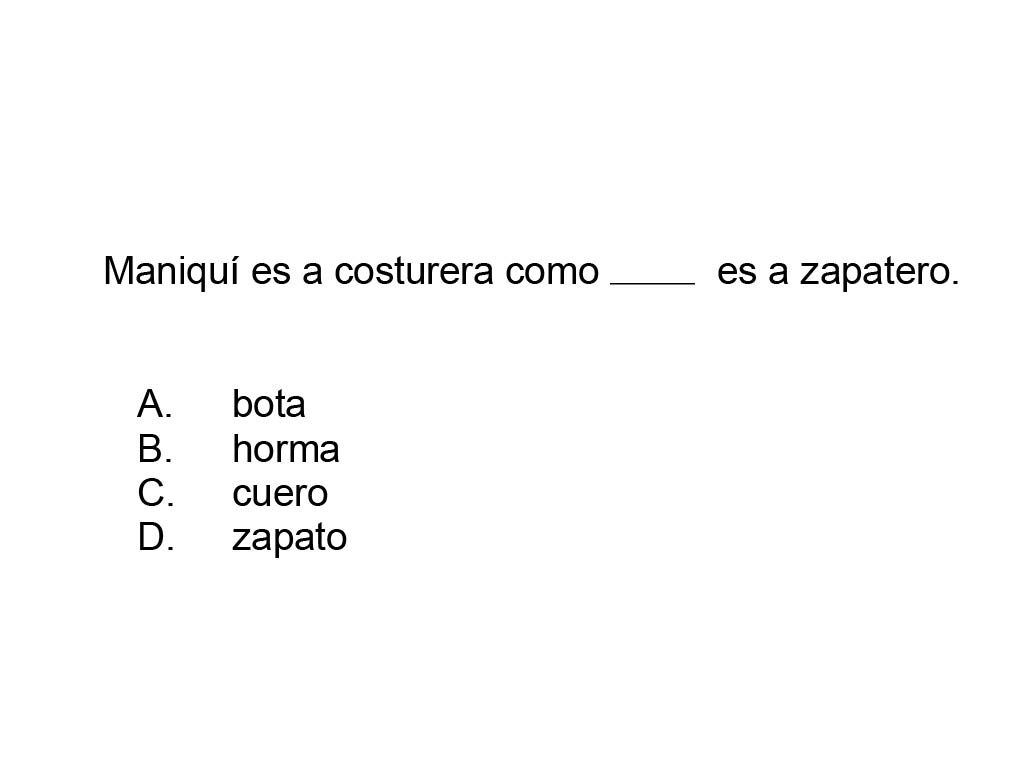 Maniquí es a costurera como _____ es a zapatero.
A. bota
B. horma
C. cuero
D. zapato